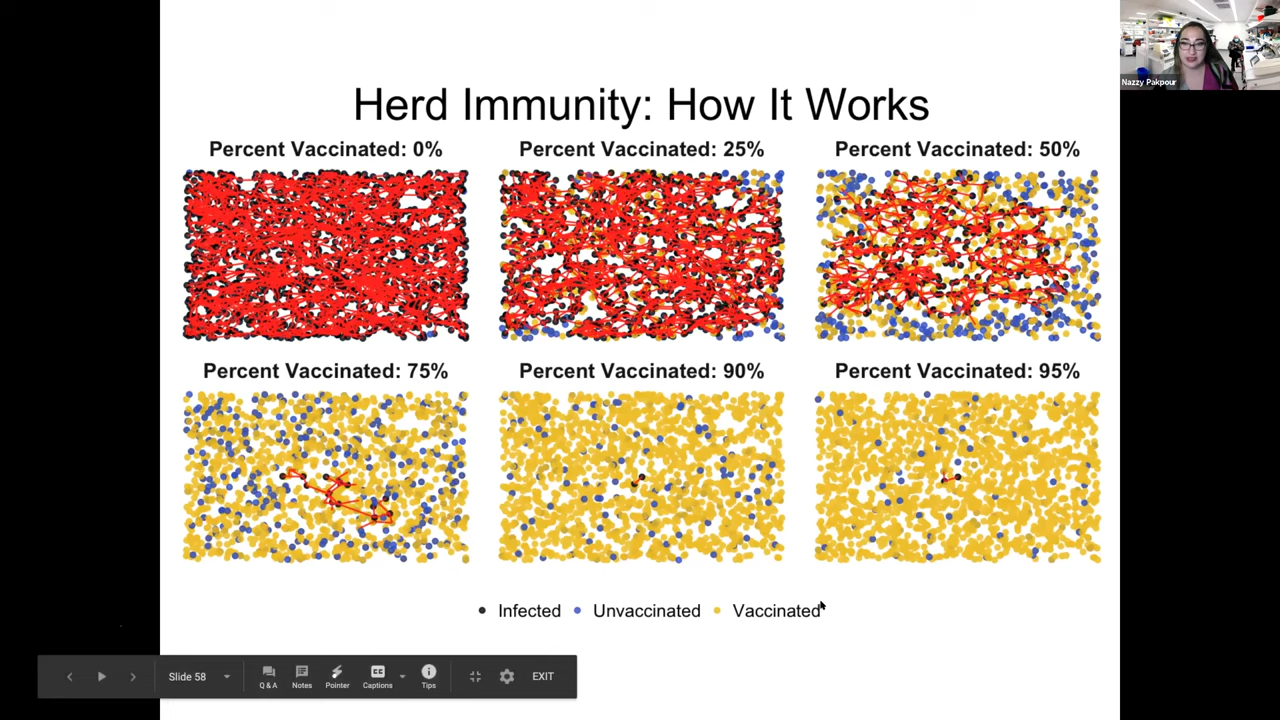 Nazzy Pakpour
Herd Immunity: How It Works
Percent Vaccinated: 0%
Percent Vaccinated: 25%
Percent Vaccinated: 50%
Percent Vaccinated: 75%
Percent Vaccinated: 90%
Percent Vaccinated: 95%
Infected
Unvaccinated
Vaccinated
Slide 58
Q & A
Notes
Pointer
Captions
Tips
EXIT